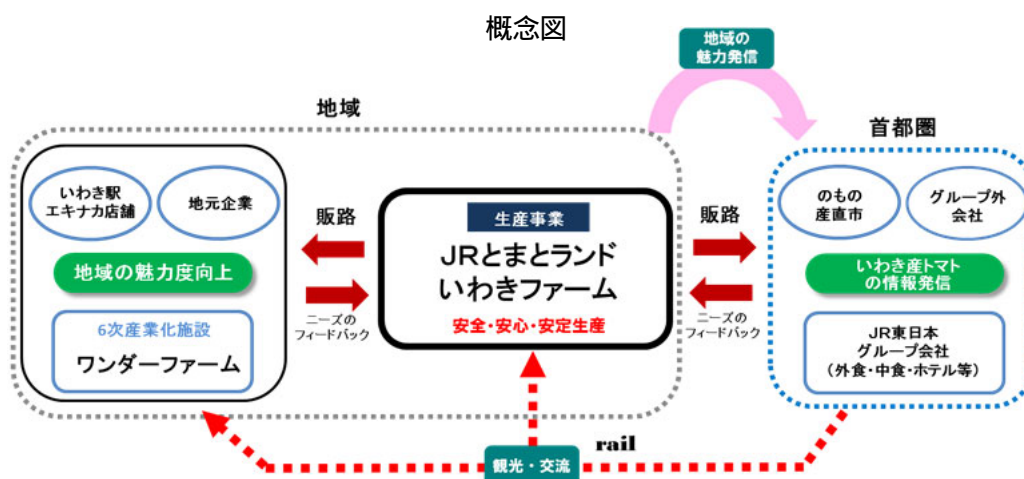 概念図
地域の
魅力発信
地域
首都圏
いわき駅
エキナカ店舗
地元企業
地域の魅力度向上
6次産業化施設
ワンダーファーム
販路
ニーズの
フィードバック
生産事業
JRとまとランド
いわきファーム
安全・安心・安定生産
販路
ニーズの
フィードバック
のもの
産直市
グループ外
会社
いわき産トマト
の情報発信
JR東日本
グループ会社
(外食・中食・ホテル等)
rail
観光・交流